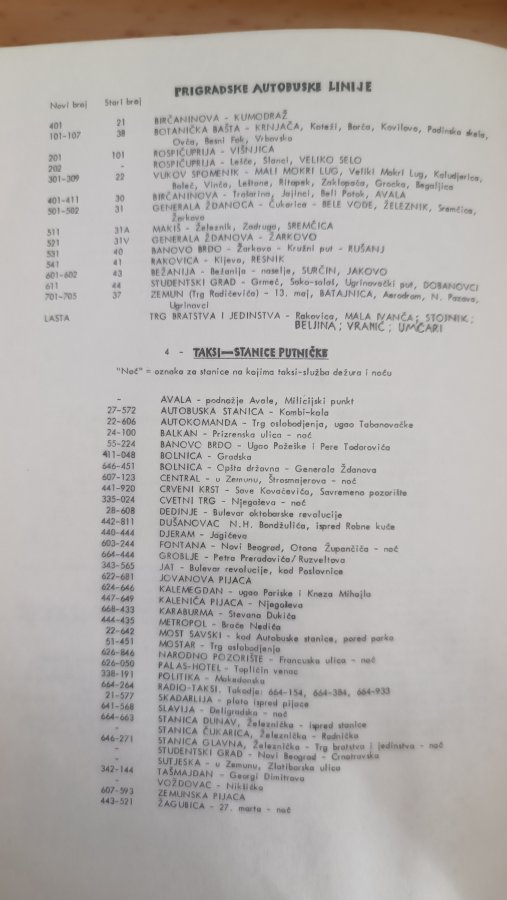 PRIGRADSKE AUTOBUSKE LINIJE
Novi broj Stari broj
401 21 BIRČANINOVA - KUMODRAŽ
101-107 38 BOTANIČKA BAŠTA - KRNJAČA, Koteži, Borča, Kovilovo, Padinska skela,
Ovča, Besni Fok, Vrbovsko
201 101 ROSPIĆUPRIJA - VIŠNJICA
202 - ROSPIĆUPRIJA - Lešće, Slanci, VELIKO SELO
301-309 22 VUKOV SPOMENIK - MALI MOKRI LUG, Veliki Mokri Lug, Kaluđerica,
Boleč, Vinča, Leštane, Ritopek, Zaklopača, Grocka, Begaljica
401-411 30 BIRČANINOVA - Trošarina, Jajinci, Beli Potok, AVALA
501-502 31 GENERALA ŽDANOCA - Čukarica - BELE VODE, ŽELEZNIK, Sremčica,
Žarkovo
511 31A MAKIŠ - Železnik, Zadruga, SREMČICA
521 31V GENERALA ŽDANOVA - ŽARKOVO
531 40 BANOVO BRDO - Žarkovo - Kružni put - RUŠANJ
541 41 RAKOVICA - Kijevo, RESNIK
601-602 43 BEŽANIJA - Bežanija - naselje, SURČIN, JAKOVO
611 44 STUDENTSKI GRAD - Grmeč, Soko-salaš, Ugrinovački put, DOBANOVCI
701-705 37 ZEMUN (Trg Radičevića) - 13. maj, BATAJNICA, Aerodrom, N. Pazova,
Ugrinovci
LASTA TRG BRATSTVA I JEDINSTVA - Rakovica, MALA IVANČA; STOJNIK;
BELJINA; VRANIĆ; UMČARI
4 - TAKSI—STANICE PUTNIČKE
"Noć" = oznaka za stanice na kojima taksi-služba dežura i noću
- AVALA - podnožje Avale, Milicijski punkt
27-572 AUTOBUSKA STANICA - Kombi-kola
22-606 AUTOKOMANDA - Trg oslobodjenja, ugao Tabanovačke
24-100 BALKAN - Prizrenska ulica - noć
55-224 BANOVO BRDO - Ugao Požeške i Pere Todorovića
411-048 BOLNICA - Gradska
646-451 BOLNICA - Opšta državna - Generala Ždanova
607-123 CENTRAL - u Zemunu, Štrosmajerova - noć
441-920 CRVENI KRST - Save Kovačevića, Savremeno pozorište
335-024 CVETNI TRG - Njegoševa - noć
28-608 DEDINJE - Bulevar oktobarske revolucije
442-811 DUŠANOVAC N.H. Bondžulića, ispred Robne kuće
440-444 DJERAM - Jagićeva
603-244 FONTANA - Novi Beograd, Otona Župančiča - noć
664-444 GROBLJE - Petra Preradovića/Ruzveltova
343-565 JAT - Bulevar revolucije, kod Poslovnice
622-681 JOVANOVA PIJACA
624-646 KALEMEGDAN - ugao Pariske i Kneza Mihajla
447-649 KALENIĆA PIJACA - Njegoševa
668-433 KARABURMA - Stevana Dukića
444-435 METROPOL - Braće Nedića
22-642 MOST SAVSKI - kod Autobuske stanice, pored parka
51-451 MOSTAR - Trg oslobodjenja
626-846 NARODNO POZORIŠTE - Francuska ulica - noć
626-050 PALAS-HOTEL - Topličin venac
338-191 POLITIKA - Makedonska
664-264 RADIO-TAKSI. Takodje: 664-154, 664-384, 664-933
21-577 SKADARLIJA - plato ispred pijace
641-568 SLAVIJA - Deligradska - noć
664-663 STANICA DUNAV, Železnička - ispred stanice
- STANICA ČUKARICA, Železnička - Radnička
646-271 STANICA GLAVNA, Železnička - Trg bratstva i jedinstva - noć
- STUDENTSKI GRAD - Novi Beograd - Crnotravska
- SUTJESKA - u Zemunu, Zlatiborska ulica
342-144 TAŠMAJDAN - Georgi Dimitrova
- VOŽDOVAC - Nikšićka
607-593 ZEMUNSKA PIJACA
443-521 ŽAGUBICA - 27. marta - noć